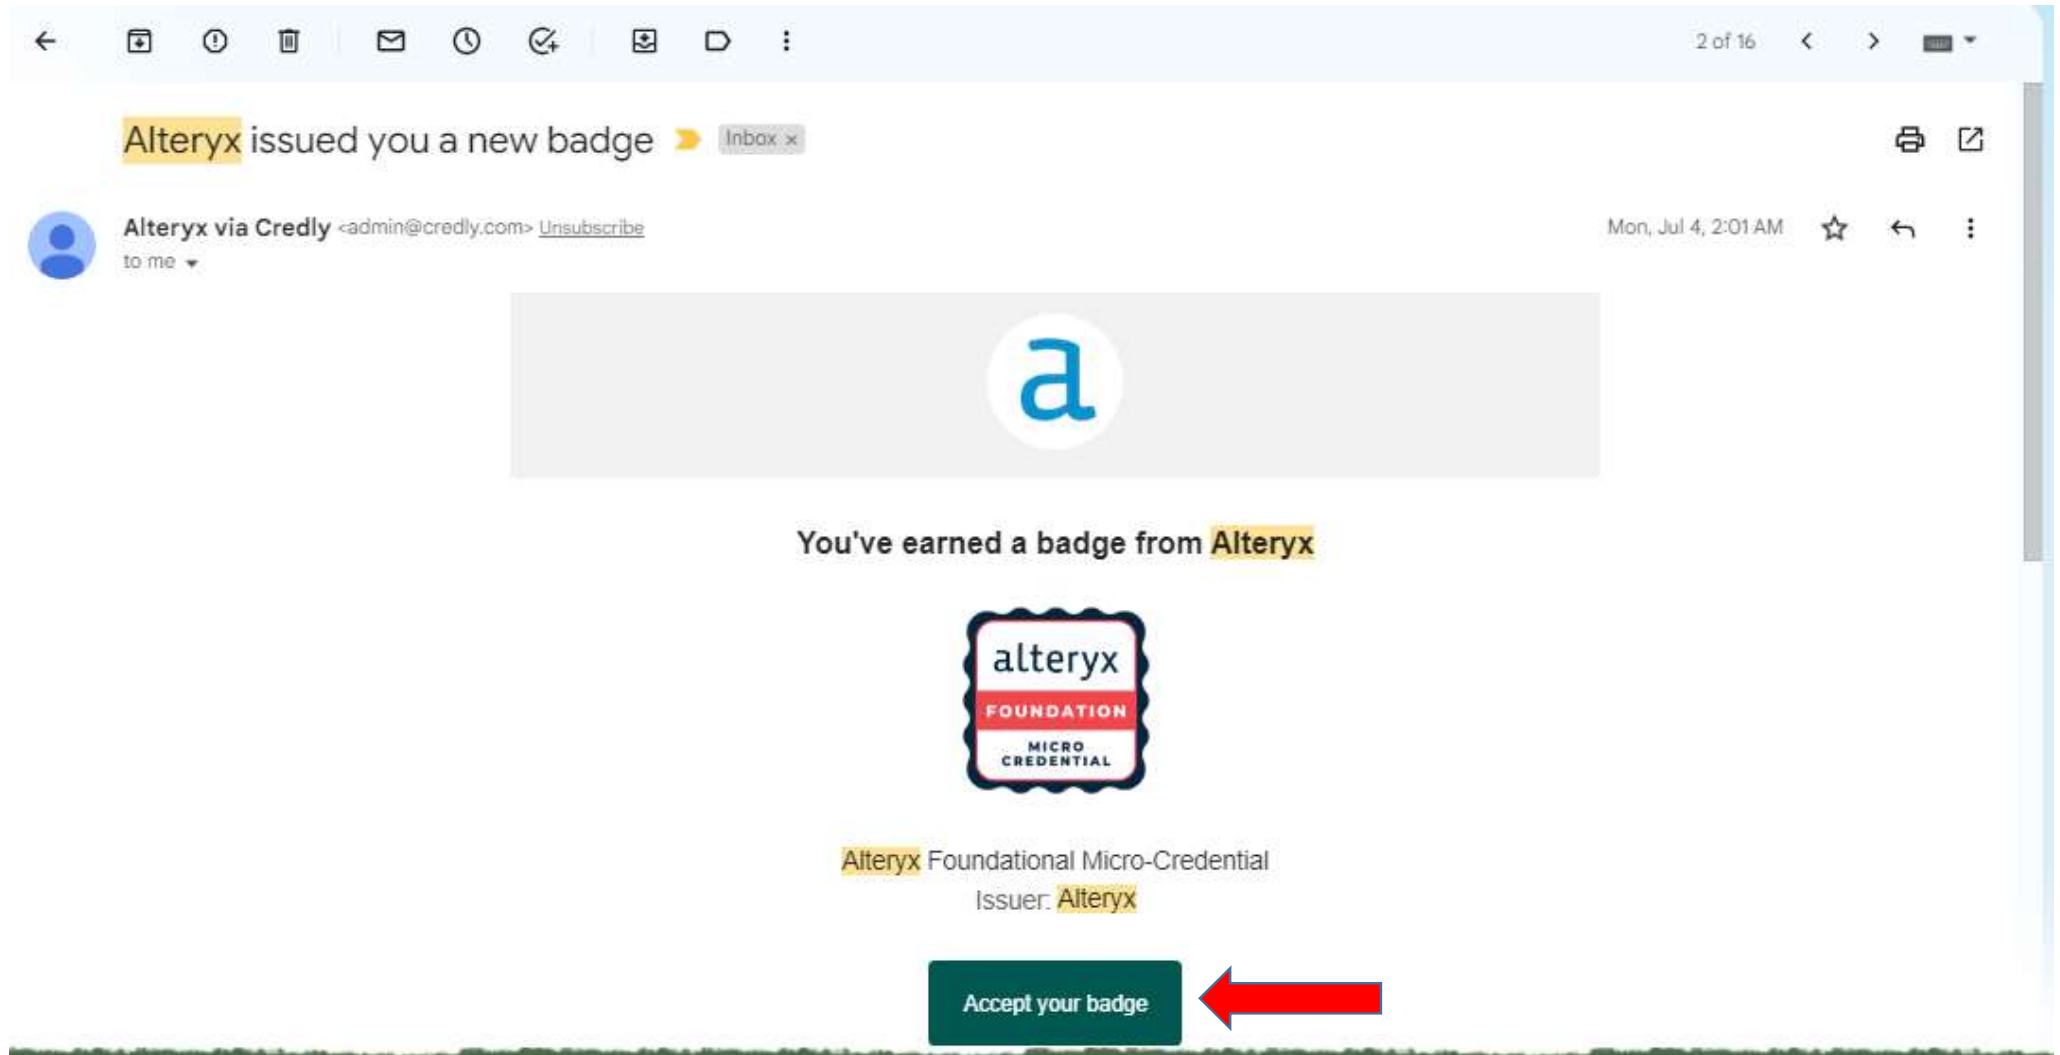 2 of 16
Alteryx issued you a new badge Inbox x
Alteryx via Credly <admin@credly.com> Unsubscribe
Mon, Jul 4, 2:01 AM
to me
a
You've earned a badge from Alteryx
alteryx
FOUNDATION
MICRO
CREDENTIAL
Alteryx Foundational Micro-Credential
Issuer: Alteryx
Accept your badge